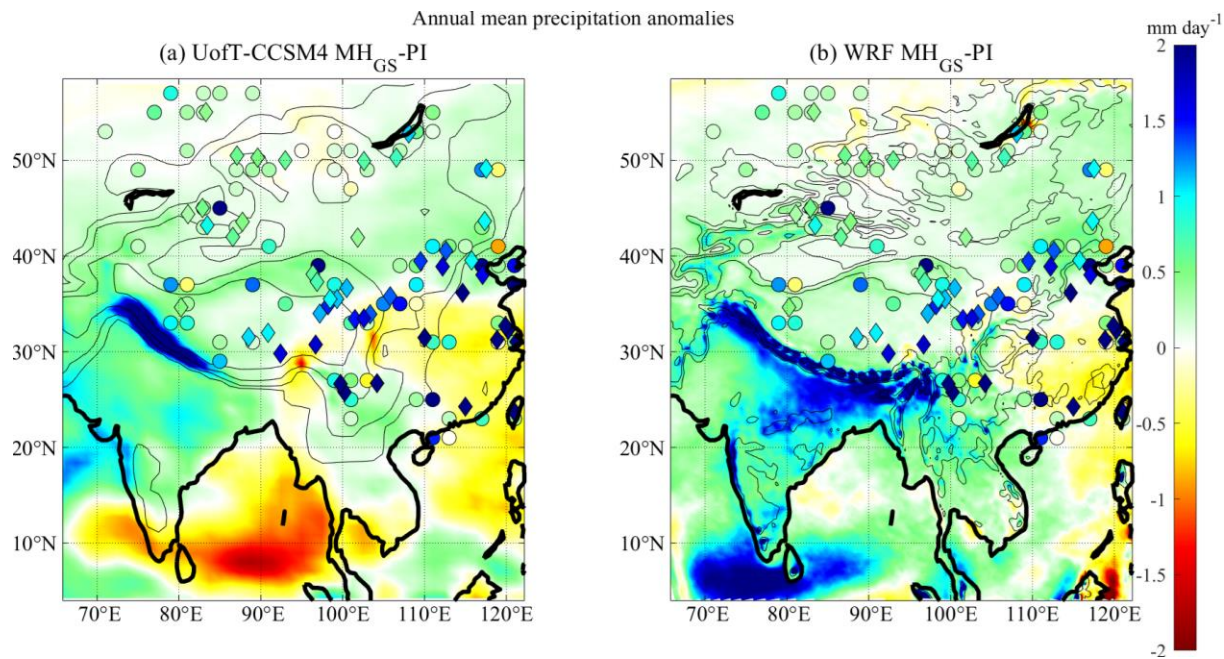 Annual mean precipitation anomalies
mm day⁻¹
(a) UofT-CCSM4 MH_GS-PI
(b) WRF MH_GS-PI
50°N
40°N
30°N
20°N
10°N
70°E 80°E 90°E 100°E 110°E 120°E
50°N
40°N
30°N
20°N
10°N
70°E 80°E 90°E 100°E 110°E 120°E
2
1.5
1
0.5
0
-0.5
-1
-1.5
-2